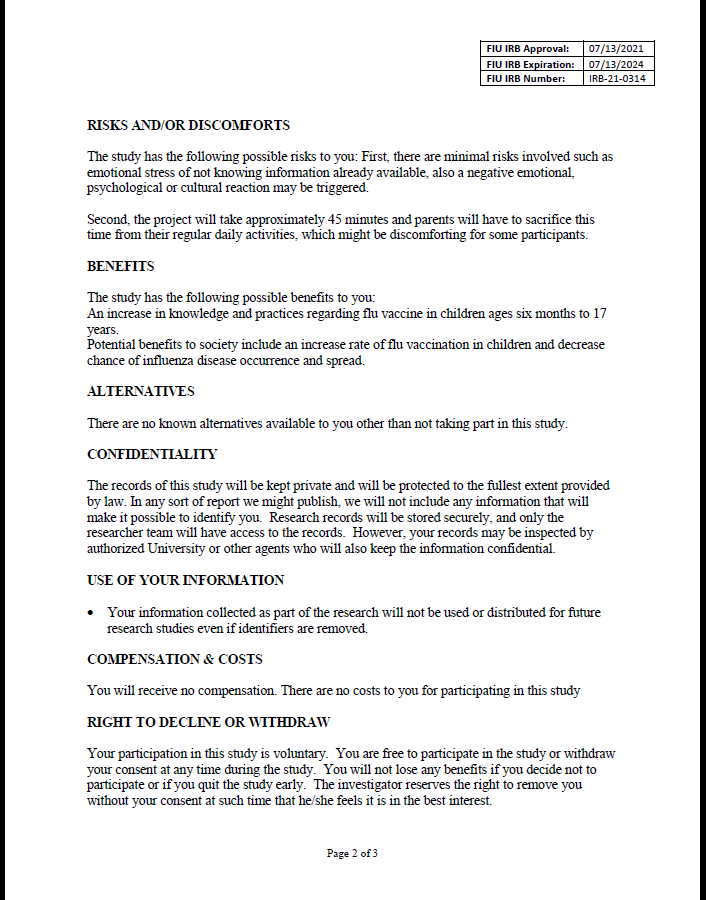 FIU IRB Approval: 07/13/2021
FIU IRB Expiration: 07/13/2024
FIU IRB Number: IRB-21-0314
RISKS AND/OR DISCOMFORTS
The study has the following possible risks to you: First, there are minimal risks involved such as
emotional stress of not knowing information already available, also a negative emotional,
psychological or cultural reaction may be triggered.
Second, the project will take approximately 45 minutes and parents will have to sacrifice this
time from their regular daily activities, which might be discomforting for some participants.
BENEFITS
The study has the following possible benefits to you:
An increase in knowledge and practices regarding flu vaccine in children ages six months to 17
years.
Potential benefits to society include an increase rate of flu vaccination in children and decrease
chance of influenza disease occurrence and spread.
ALTERNATIVES
There are no known alternatives available to you other than not taking part in this study.
CONFIDENTIALITY
The records of this study will be kept private and will be protected to the fullest extent provided
by law. In any sort of report we might publish, we will not include any information that will
make it possible to identify you.  Research records will be stored securely, and only the
researcher team will have access to the records.  However, your records may be inspected by
authorized University or other agents who will also keep the information confidential.
USE OF YOUR INFORMATION
• Your information collected as part of the research will not be used or distributed for future
research studies even if identifiers are removed.
COMPENSATION & COSTS
You will receive no compensation. There are no costs to you for participating in this study
RIGHT TO DECLINE OR WITHDRAW
Your participation in this study is voluntary.  You are free to participate in the study or withdraw
your consent at any time during the study.  You will not lose any benefits if you decide not to
participate or if you quit the study early.  The investigator reserves the right to remove you
without your consent at such time that he/she feels it is in the best interest.
Page 2 of 3